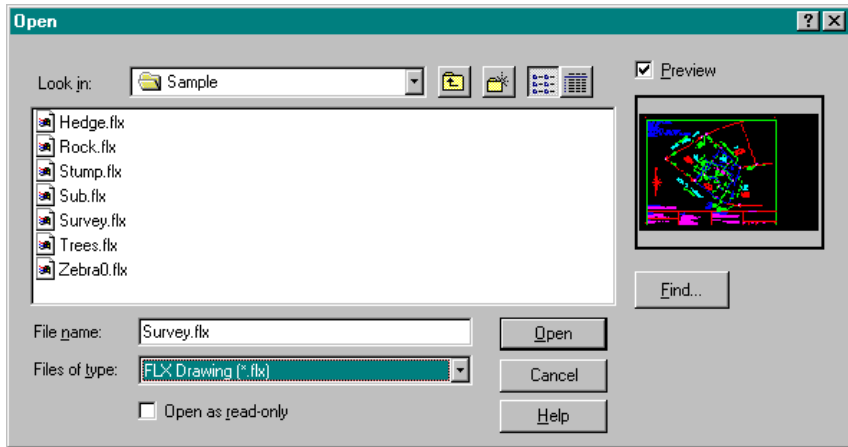 Open
Look in: Sample
Preview
Hedge.flx
Rock.flx
Stump.flx
Sub.flx
Survey.flx
Trees.flx
Zebra0.flx
Find...
File name: Survey.flx
Open
Files of type: FLX Drawing (*.flx)
Cancel
Open as read-only
Help